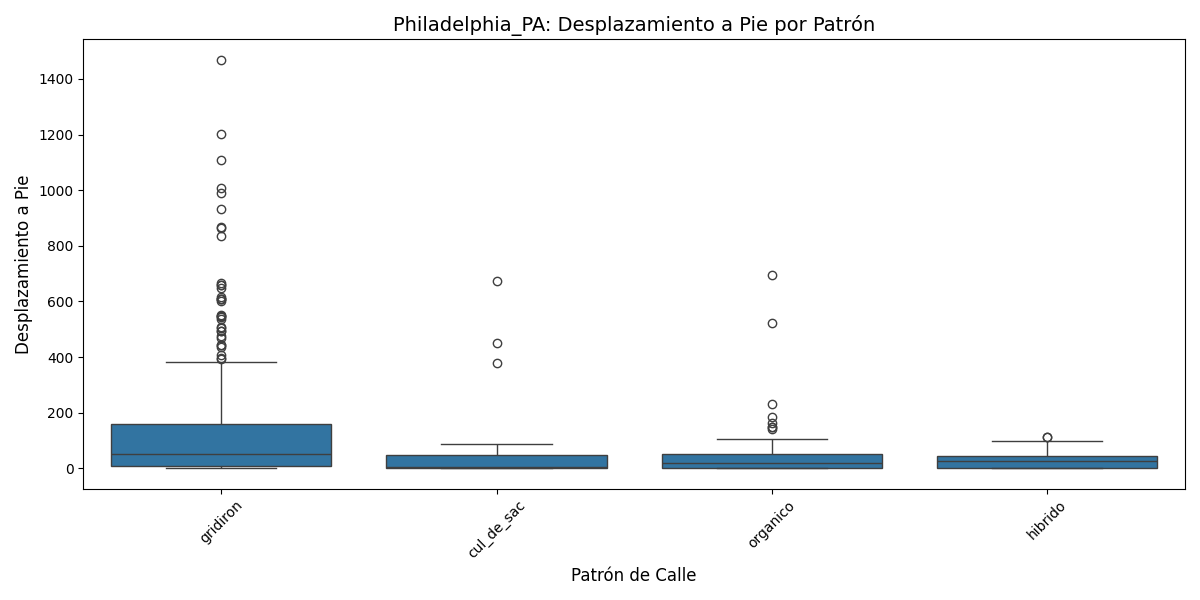 Philadelphia_PA: Desplazamiento a Pie por Patrón
Desplazamiento a Pie
1400
1200
1000
800
600
400
200
0
gridiron
cul_de_sac
organico
hibrido
Patrón de Calle